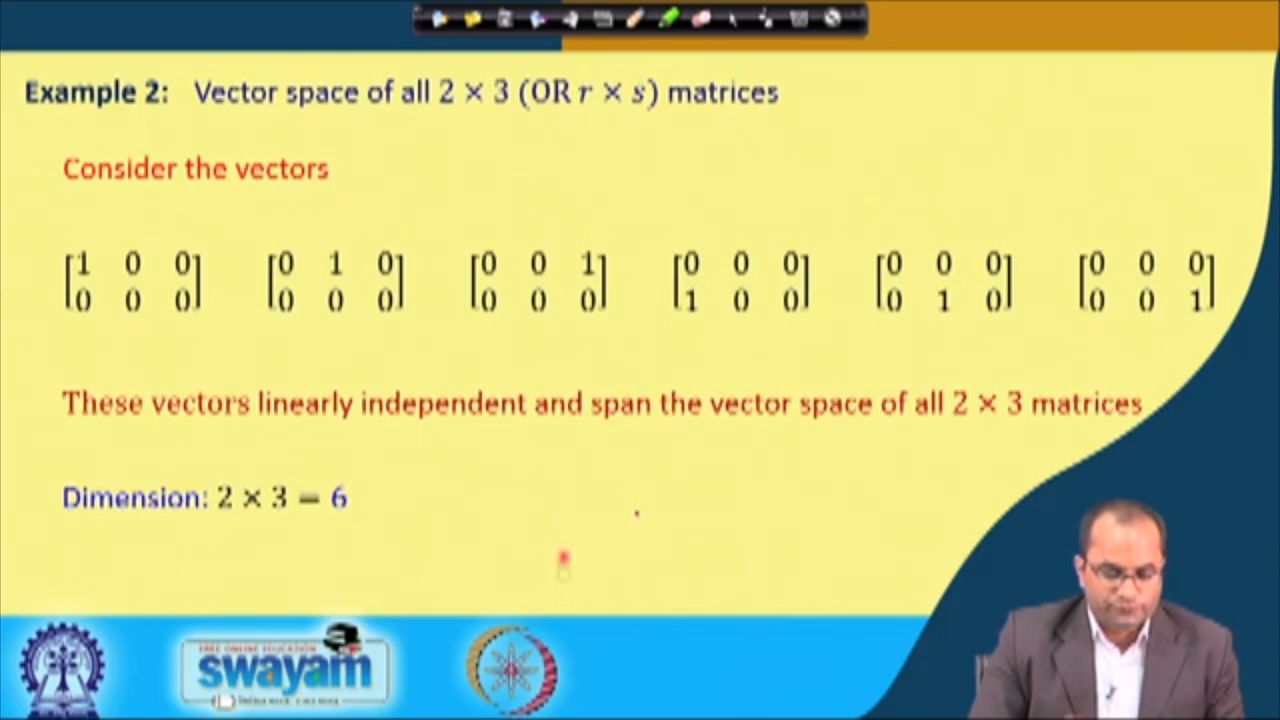 Example 2: Vector space of all 2 × 3 (OR r × s) matrices
Consider the vectors
[1 0 0] [0 1 0] [0 0 1] [0 0 0] [0 0 0] [0 0 0]
[0 0 0] [0 0 0] [0 0 0] [1 0 0] [0 1 0] [0 0 1]
These vectors linearly independent and span the vector space of all 2 × 3 matrices
Dimension: 2 × 3 = 6
FREE ONLINE EDUCATION
swayam